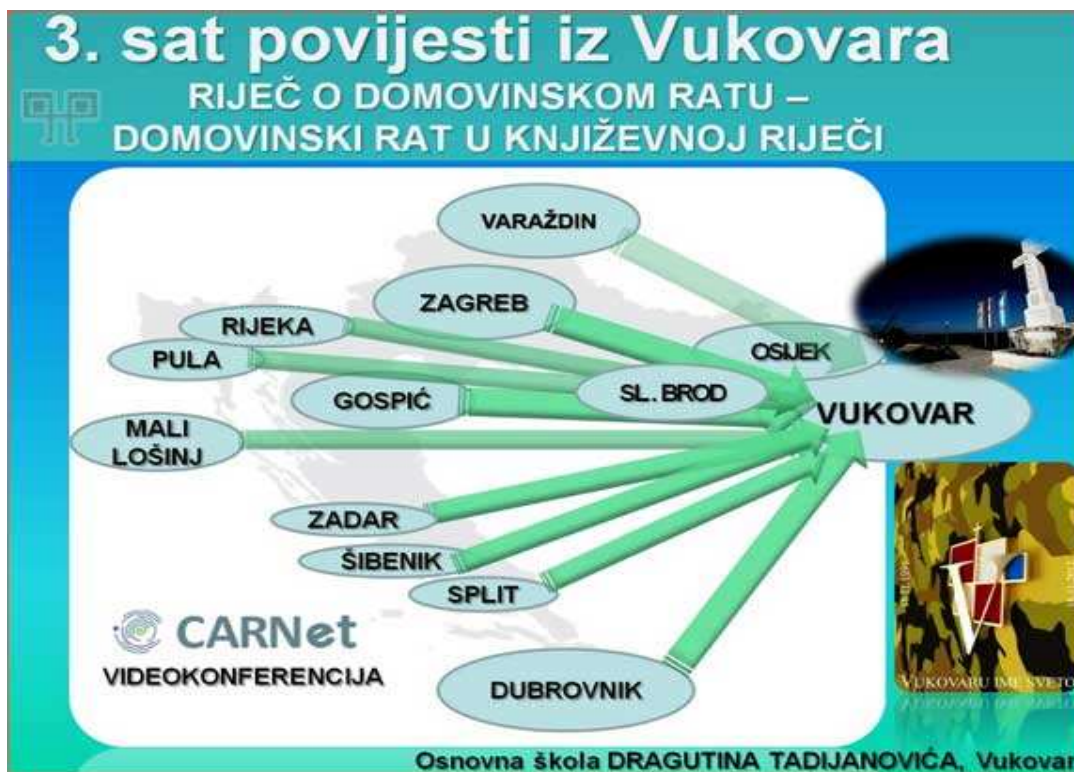 3. sat povijesti iz Vukovara
RIJEČ O DOMOVINSKOM RATU –
DOMOVINSKI RAT U KNJIŽEVNOJ RIJEČI
VARAŽDIN
ZAGREB
RIJEKA
OSIJEK
PULA
SL. BROD
GOSPIĆ
VUKOVAR
MALI
LOŠINJ
ZADAR
ŠIBENIK
SPLIT
CARNet
VIDEOKONFERENCIJA
DUBROVNIK
VUKOVARU IME SVETO
Osnovna škola DRAGUTINA TADIJANOVIĆA, Vukovar